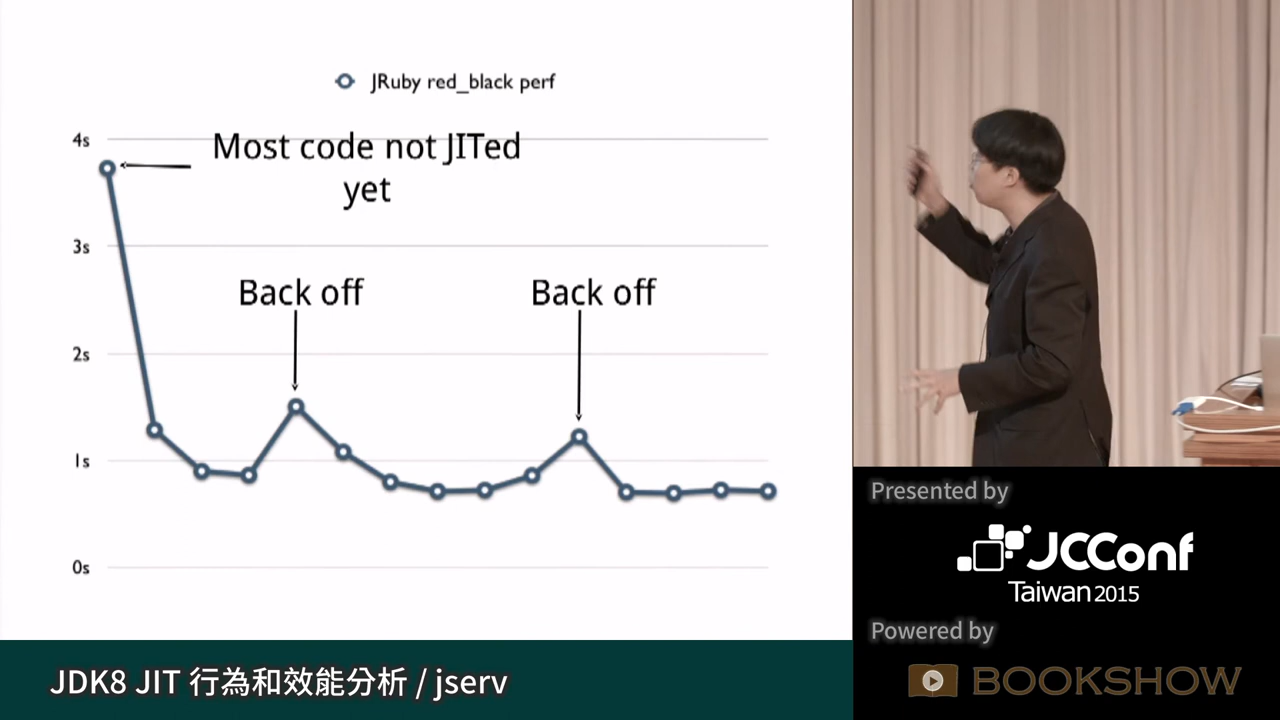 JRuby red_black perf
4s
Most code not JITed
yet
3s
Back off
Back off
2s
1s
0s
JDK8 JIT 行為和效能分析 / jserv
Presented by
JCConf
Taiwan 2015
Powered by
BOOKSHOW